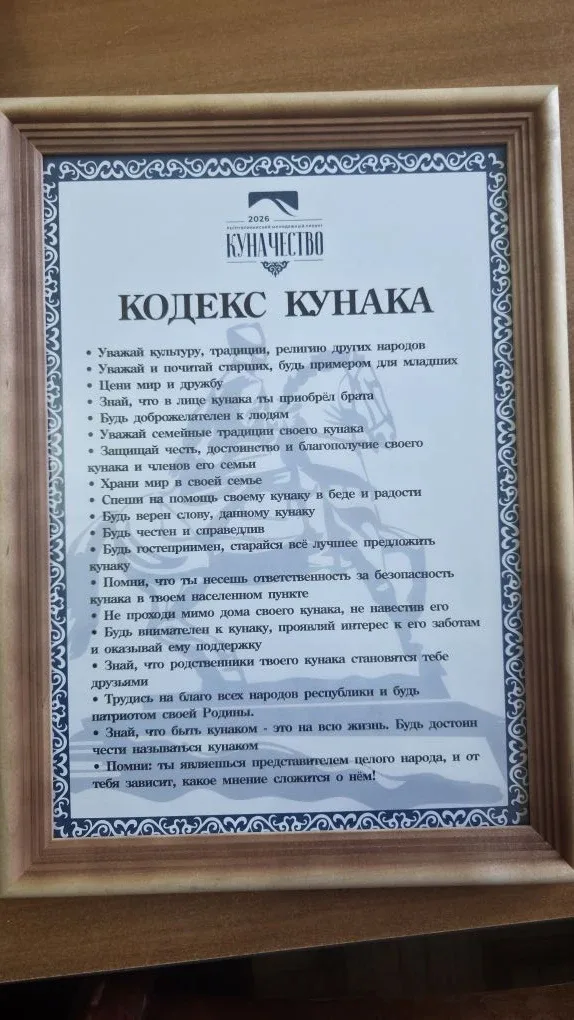 2026
РЕСПУБЛИКАНСКИЙ МОЛОДЕЖНЫЙ ПРОЕКТ
КУНАЧЕСТВО
КОДЕКС КУНАКА
• Уважай культуру, традиции, религию других народов
• Уважай и почитай старших, будь примером для младших
• Цени мир и дружбу
• Знай, что в лице кунака ты приобрёл брата
• Будь доброжелателен к людям
• Уважай семейные традиции своего кунака
• Защищай честь, достоинство и благополучие своего
кунака и членов его семьи
• Храни мир в своей семье
• Спеши на помощь своему кунаку в беде и радости
• Будь верен слову, данному кунаку
• Будь честен и справедлив
• Будь гостеприимен, старайся всё лучшее предложить
кунаку
• Помни, что ты несешь ответственность за безопасность
кунака в твоем населенном пункте
• Не проходи мимо дома своего кунака, не навестив его
• Будь внимателен к кунаку, проявляй интерес к его заботам
и оказывай ему поддержку
• Знай, что родственники твоего кунака становятся тебе
друзьями
• Трудись на благо всех народов республики и будь
патриотом своей Родины.
• Знай, что быть кунаком - это на всю жизнь. Будь достоин
чести называться кунаком
• Помни: ты являешься представителем целого народа, и от
тебя зависит, какое мнение сложится о нём!